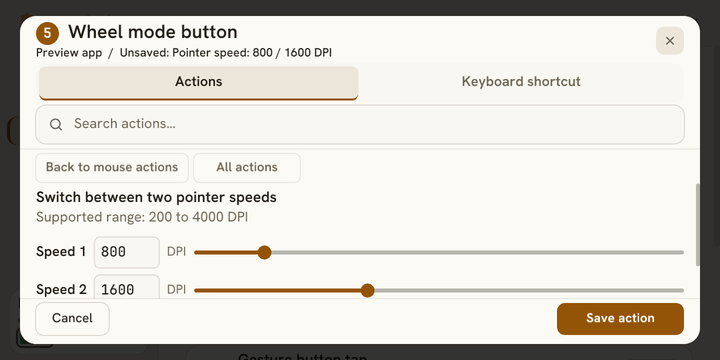 5 Wheel mode button
Preview app / Unsaved: Pointer speed: 800 / 1600 DPI
Actions
Keyboard shortcut
Search actions...
Back to mouse actions
All actions
Switch between two pointer speeds
Supported range: 200 to 4000 DPI
Speed 1 800 DPI
Speed 2 1600 DPI
Cancel
Save action